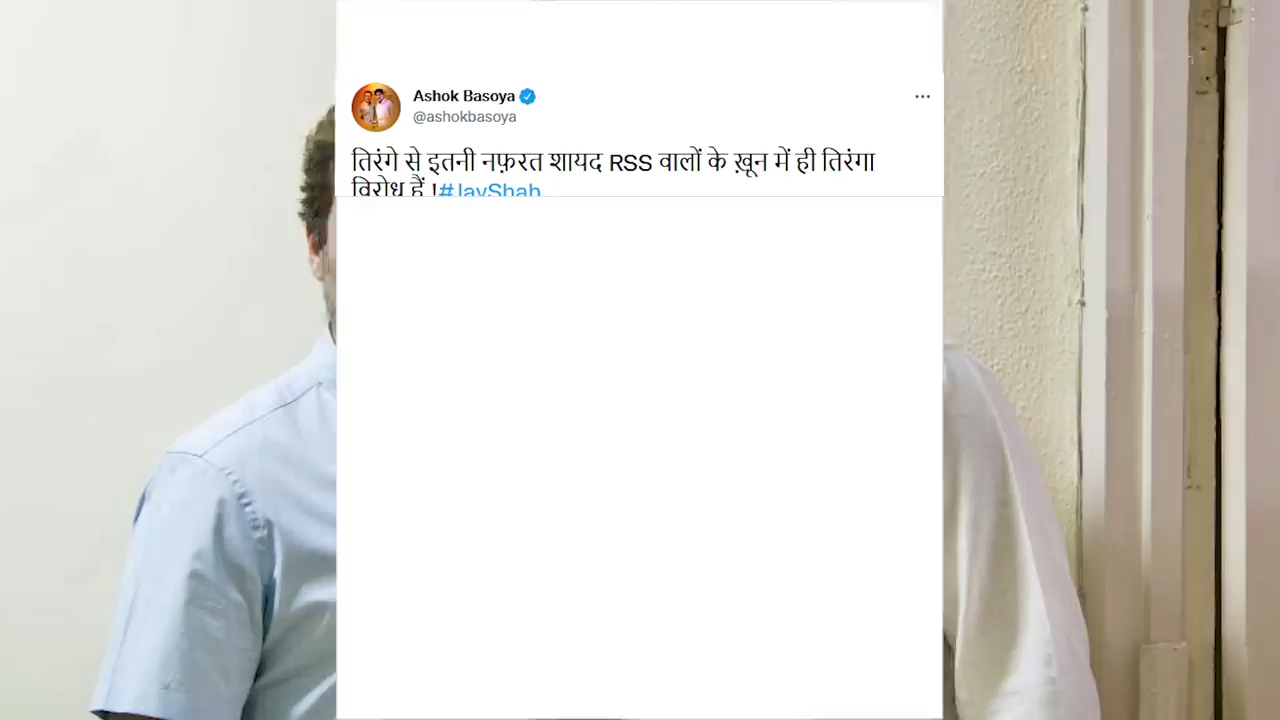 Ashok Basoya
@ashokbasoya
तिरंगे से इतनी नफ़रत शायद RSS वालों के ख़ून में ही तिरंगा
विरोध हैं !#JayShah